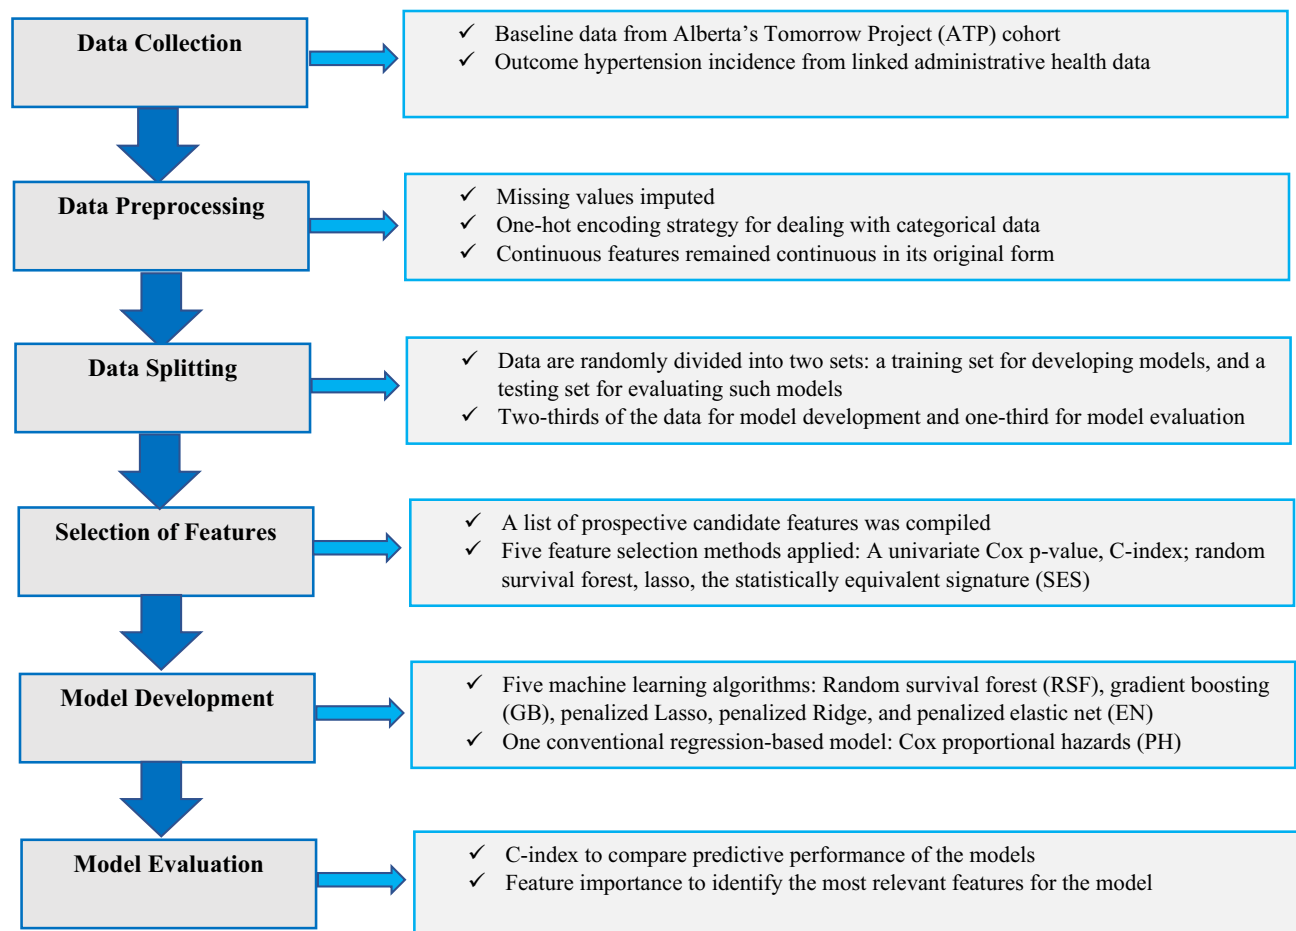 Data Collection
✓ Baseline data from Alberta’s Tomorrow Project (ATP) cohort
✓ Outcome hypertension incidence from linked administrative health data
Data Preprocessing
✓ Missing values imputed
✓ One-hot encoding strategy for dealing with categorical data
✓ Continuous features remained continuous in its original form
Data Splitting
✓ Data are randomly divided into two sets: a training set for developing models, and a
testing set for evaluating such models
✓ Two-thirds of the data for model development and one-third for model evaluation
Selection of Features
✓ A list of prospective candidate features was compiled
✓ Five feature selection methods applied: A univariate Cox p-value, C-index; random
survival forest, lasso, the statistically equivalent signature (SES)
Model Development
✓ Five machine learning algorithms: Random survival forest (RSF), gradient boosting
(GB), penalized Lasso, penalized Ridge, and penalized elastic net (EN)
✓ One conventional regression-based model: Cox proportional hazards (PH)
Model Evaluation
✓ C-index to compare predictive performance of the models
✓ Feature importance to identify the most relevant features for the model